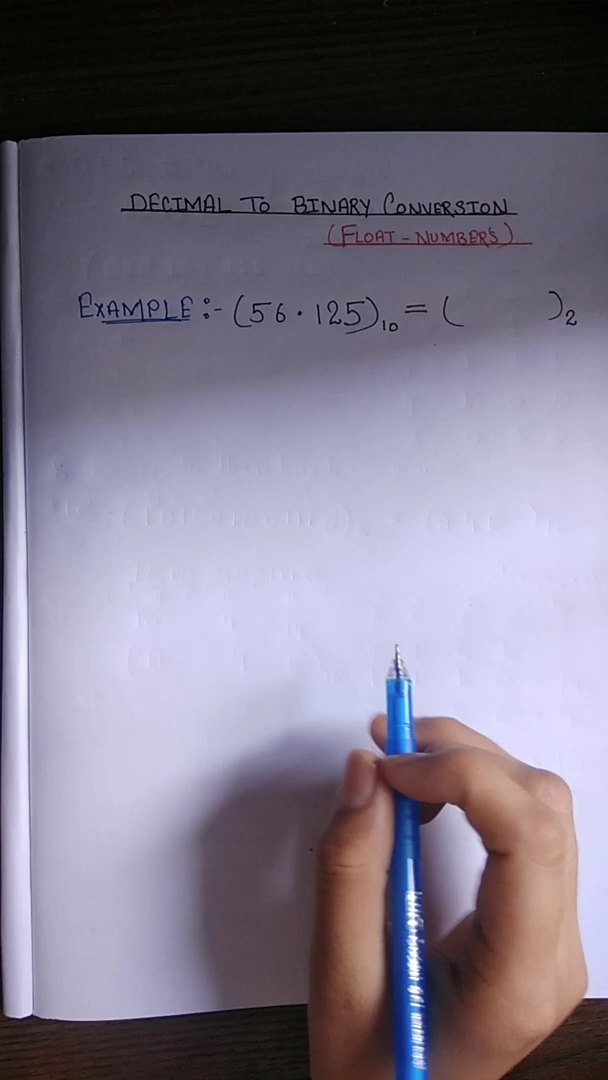 DECIMAL TO BINARY CONVERSION
(FLOAT-NUMBERS)
EXAMPLE:- (56.125)10 = ( )2